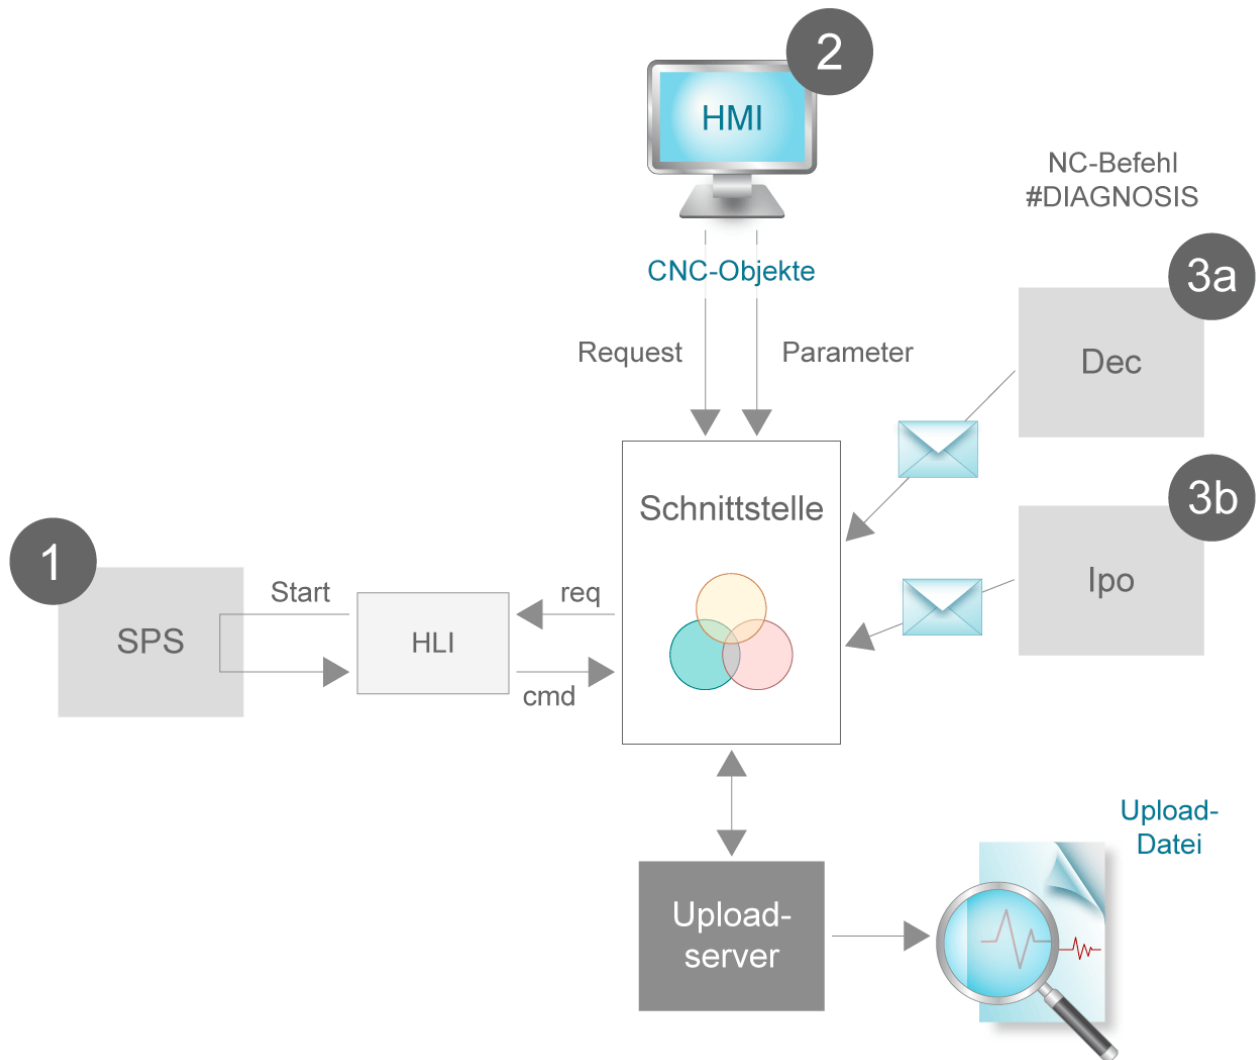 2
HMI
NC-Befehl
#DIAGNOSIS
CNC-Objekte
3a
Request
Parameter
Dec
3b
Schnittstelle
1
Ipo
Start
req
SPS
HLI
cmd
Upload-
Datei
Upload-
server